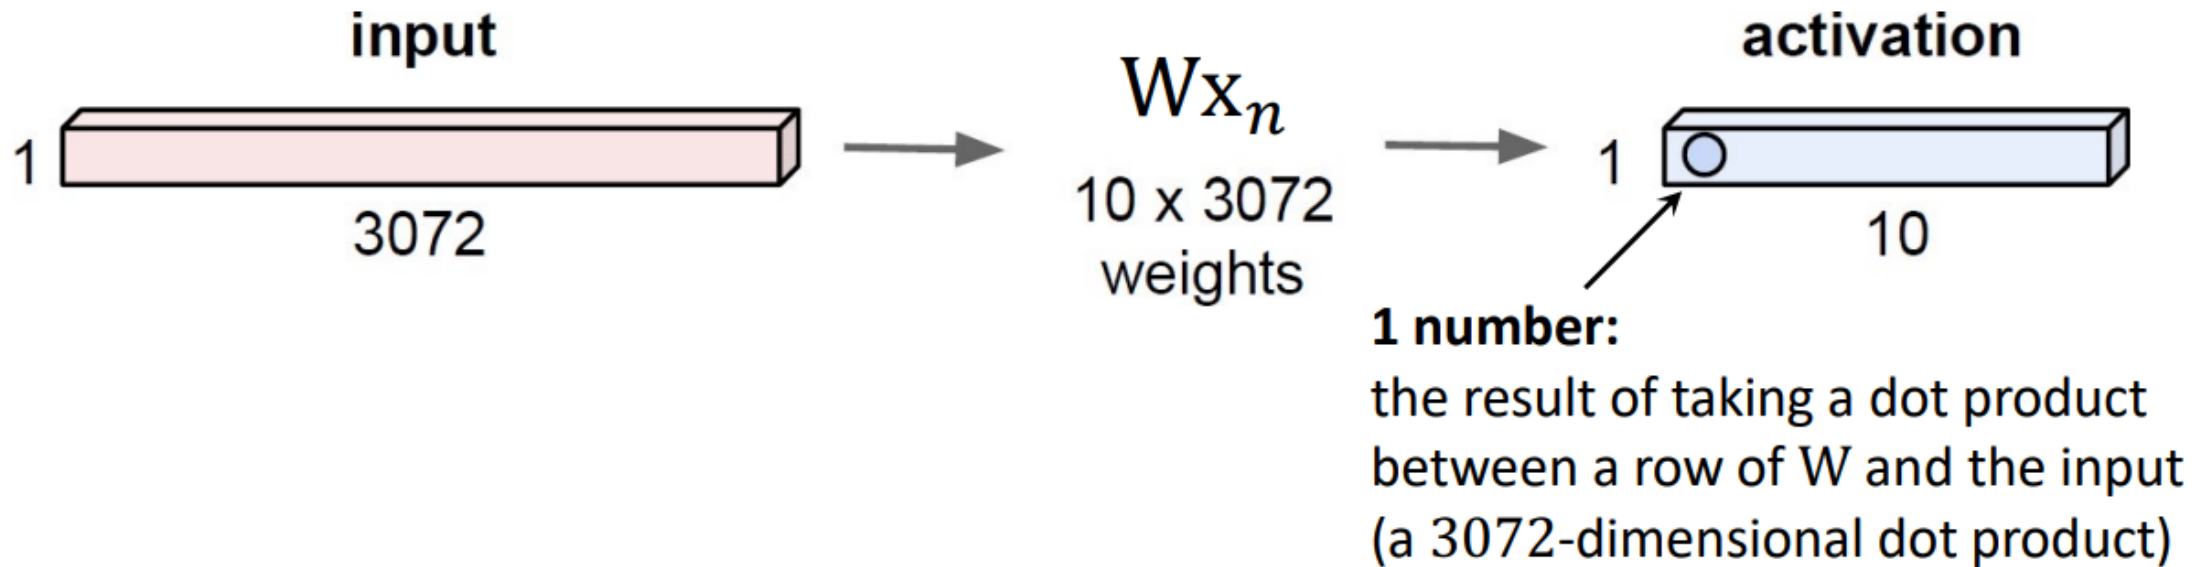 input
1
3072
Wxₙ
10 x 3072
weights
activation
1
10
1 number:
the result of taking a dot product
between a row of W and the input
(a 3072-dimensional dot product)